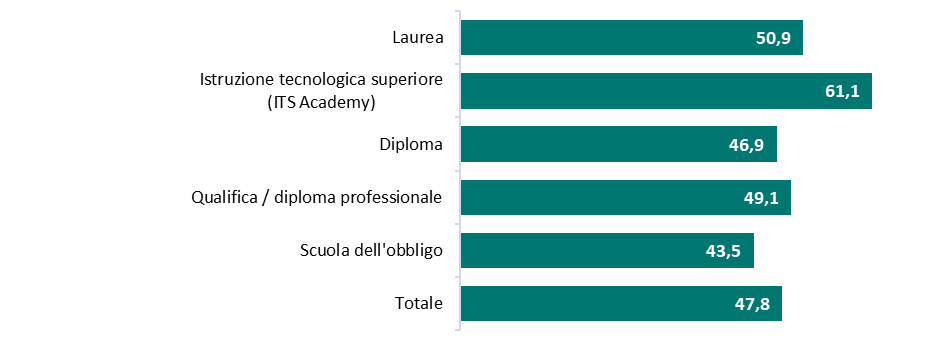 Laurea
50,9
Istruzione tecnologica superiore
(ITS Academy)
61,1
Diploma
46,9
Qualifica / diploma professionale
49,1
Scuola dell'obbligo
43,5
Totale
47,8